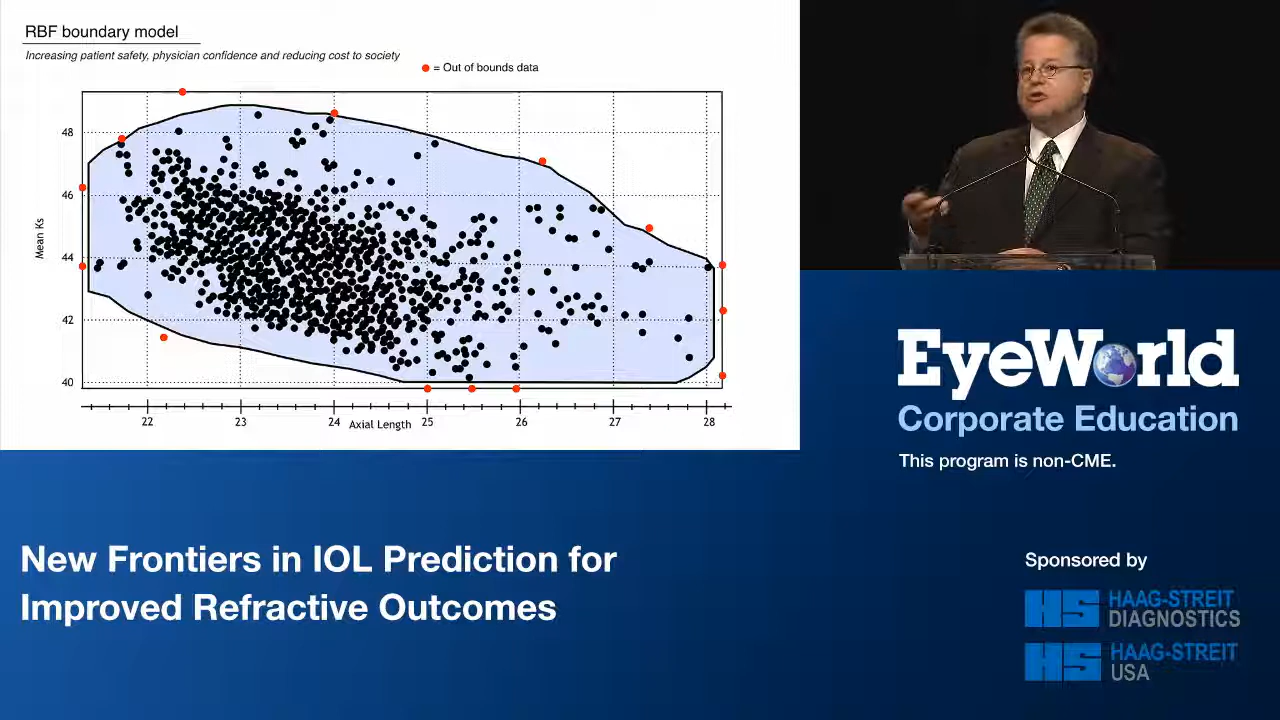 RBF boundary model
Increasing patient safety, physician confidence and reducing cost to society
= Out of bounds data
48
46
44
42
40
Mean Ks
22 23 24 25 26 27 28
Axial Length
EyeWorld
Corporate Education
This program is non-CME.
New Frontiers in IOL Prediction for
Improved Refractive Outcomes
Sponsored by
HS HAAG-STREIT
DIAGNOSTICS
HS HAAG-STREIT
USA